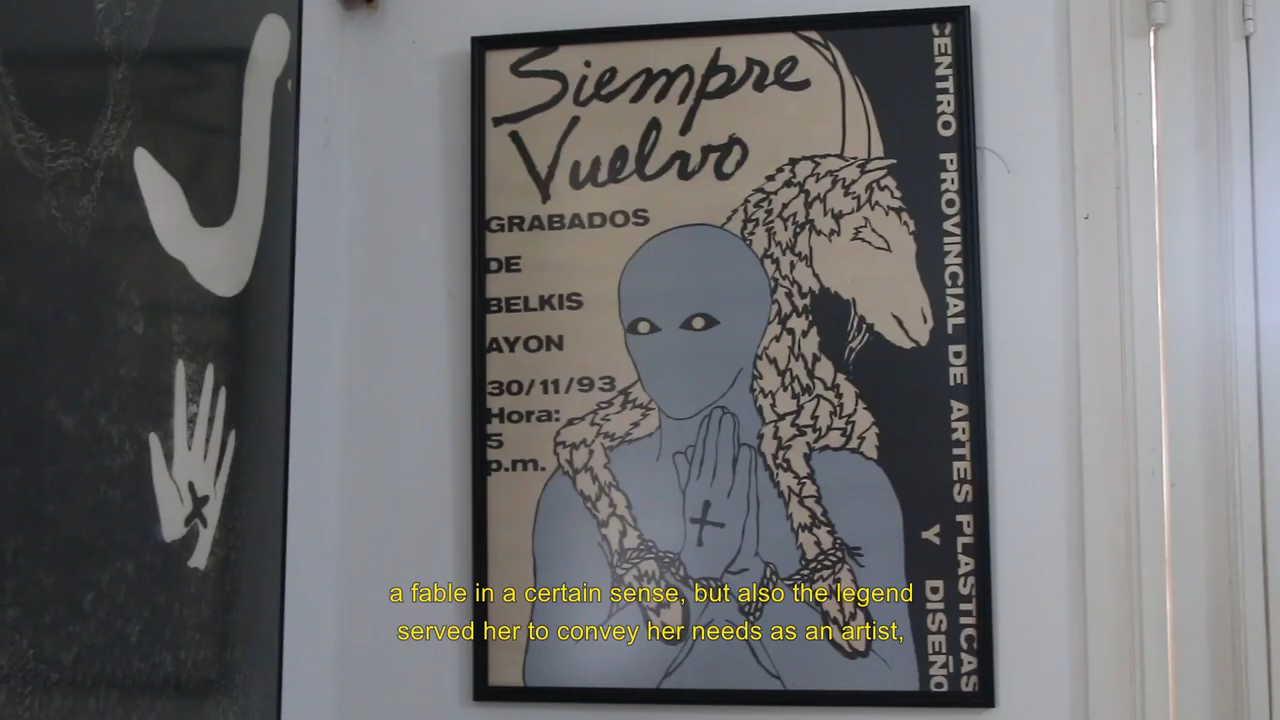 Siempre
Vuelvo
GRABADOS
DE
BELKIS
AYON
30/11/93
Hora:
5
p.m.
CENTRO PROVINCIAL DE ARTES PLASTICAS
Y DISEÑO
a fable in a certain sense, but also the legend
served her to convey her needs as an artist,